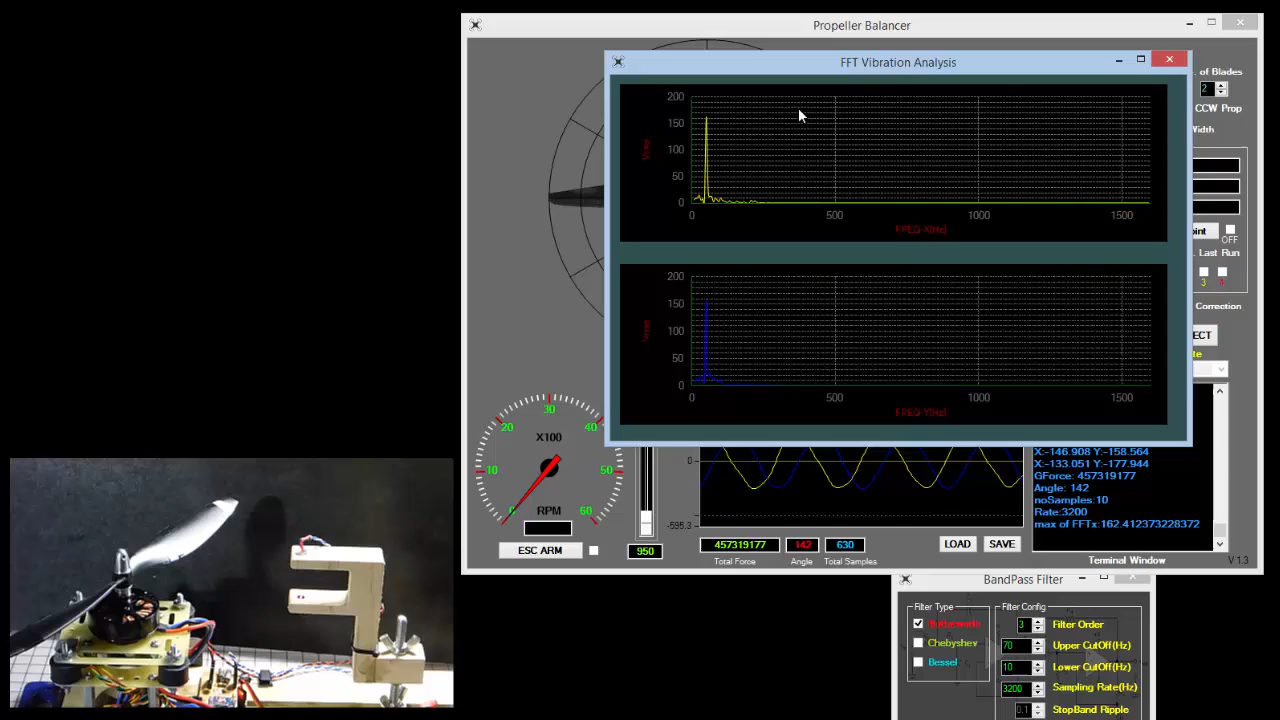 Propeller Balancer
FFT Vibration Analysis
of Blades
2
CCW Prop
Width
200
150
100
50
0
0
500
1000
1500
FREQ-X(Hz)
200
150
100
50
0
0
500
1000
1500
FREQ-Y(Hz)
OFF
Last Run
3
4
Correction
ECT
0
10
20
30
40
50
60
X100
RPM
ESC ARM
950
0
-595.3
X:-146.908 Y:-158.564
X:-133.051 Y:-177.944
GForce: 457319177
Angle: 142
noSamples:10
Rate:3200
max of FFTx:162.412373228372
457319177
142
630
LOAD
SAVE
Total Force
Angle
Total Samples
Terminal Window
V 1.3
BandPass Filter
Filter Type
Filter Config
Butterworth
3
Filter Order
Chebyshev
70
Upper CutOff(Hz)
Bessel
10
Lower CutOff(Hz)
3200
Sampling Rate(Hz)
0.1
StopBand Ripple